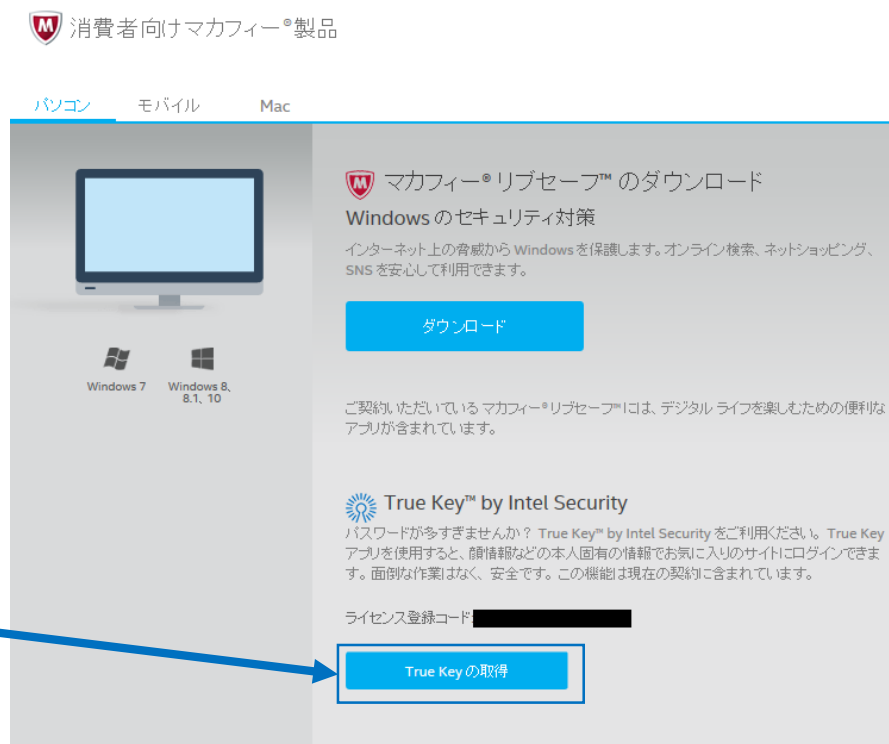 消費者向けマカフィー®製品
パソコン モバイル Mac
マカフィー® リブセーフ™ のダウンロード
Windows のセキュリティ対策
インターネット上の脅威から Windows を保護します。オンライン検索、ネットショッピング、
SNS を安心して利用できます。
ダウンロード
Windows 7 Windows 8、
8.1、10
ご契約いただいている マカフィー® リブセーフ™ には、デジタル ライフを楽しむための便利な
アプリが含まれています。
True Key™ by Intel Security
パスワードが多すぎませんか？ True Key™ by Intel Security をご利用ください。 True Key
アプリを使用すると、顔情報などの本人固有の情報でお気に入りのサイトにログインできま
す。面倒な作業はなく、安全です。この機能は現在の契約に含まれています。
ライセンス登録コード:
True Key の取得